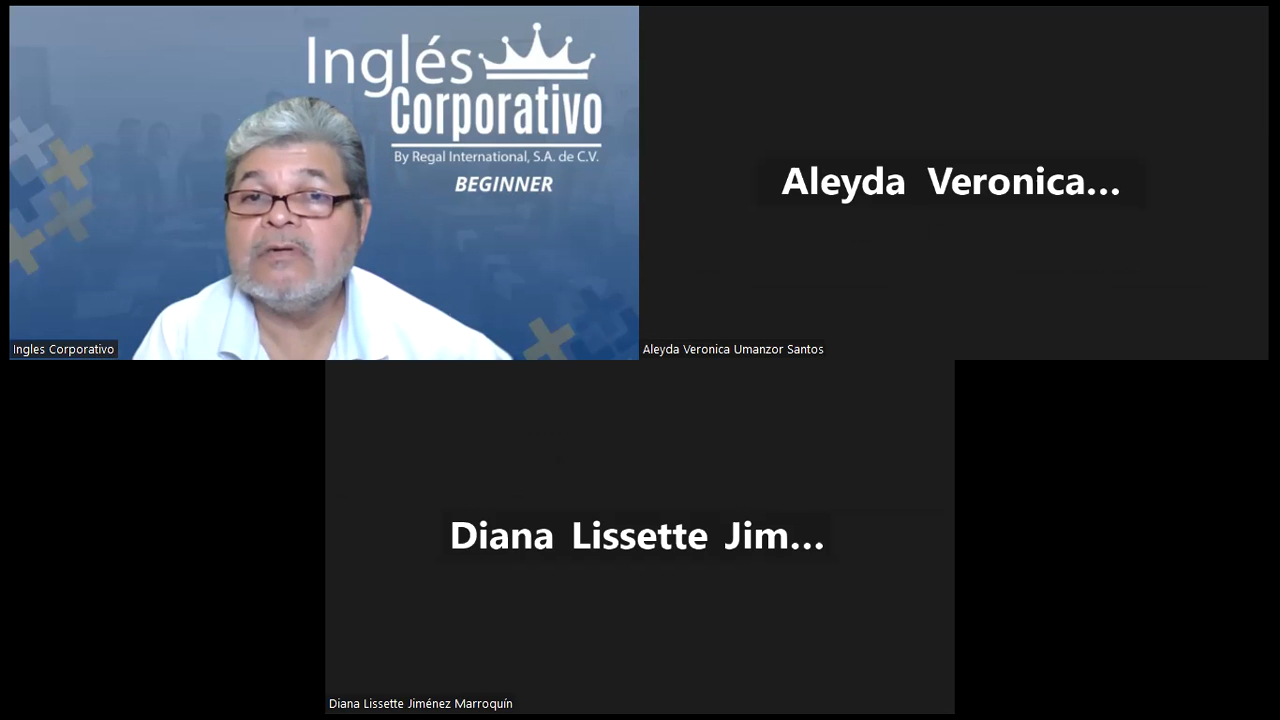 Inglés
Corporativo
By Regal International, S.A. de C.V.
BEGINNER
Ingles Corporativo
Aleyda Veronica...
Aleyda Veronica Umanzor Santos
Diana Lissette Jim...
Diana Lissette Jiménez Marroquín